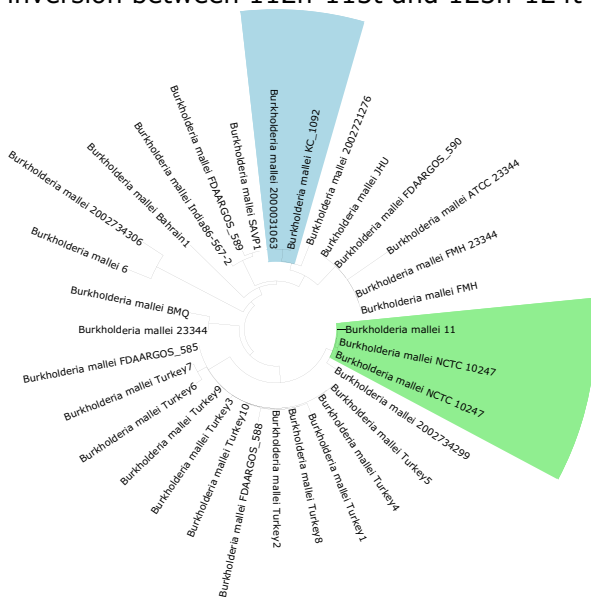 inversion between 112h-113t and 123h-124t
Burkholderia mallei 2000031063
Burkholderia mallei KC_1092
Burkholderia mallei 2002721276
Burkholderia mallei JHU
Burkholderia mallei FDAARGOS_590
Burkholderia mallei ATCC 23344
Burkholderia mallei FMH 23344
Burkholderia mallei FMH
Burkholderia mallei 11
Burkholderia mallei NCTC 10247
Burkholderia mallei NCTC 10247
Burkholderia mallei 2002734299
Burkholderia mallei Turkey5
Burkholderia mallei Turkey4
Burkholderia mallei Turkey1
Burkholderia mallei Turkey8
Burkholderia mallei Turkey2
Burkholderia mallei FDAARGOS_588
Burkholderia mallei Turkey10
Burkholderia mallei Turkey3
Burkholderia mallei Turkey9
Burkholderia mallei Turkey6
Burkholderia mallei Turkey7
Burkholderia mallei FDAARGOS_585
Burkholderia mallei 23344
Burkholderia mallei BMQ
Burkholderia mallei 6
Burkholderia mallei 2002734306
Burkholderia mallei Bahrain1
Burkholderia mallei India86-567-2
Burkholderia mallei FDAARGOS_589
Burkholderia mallei SAVP1